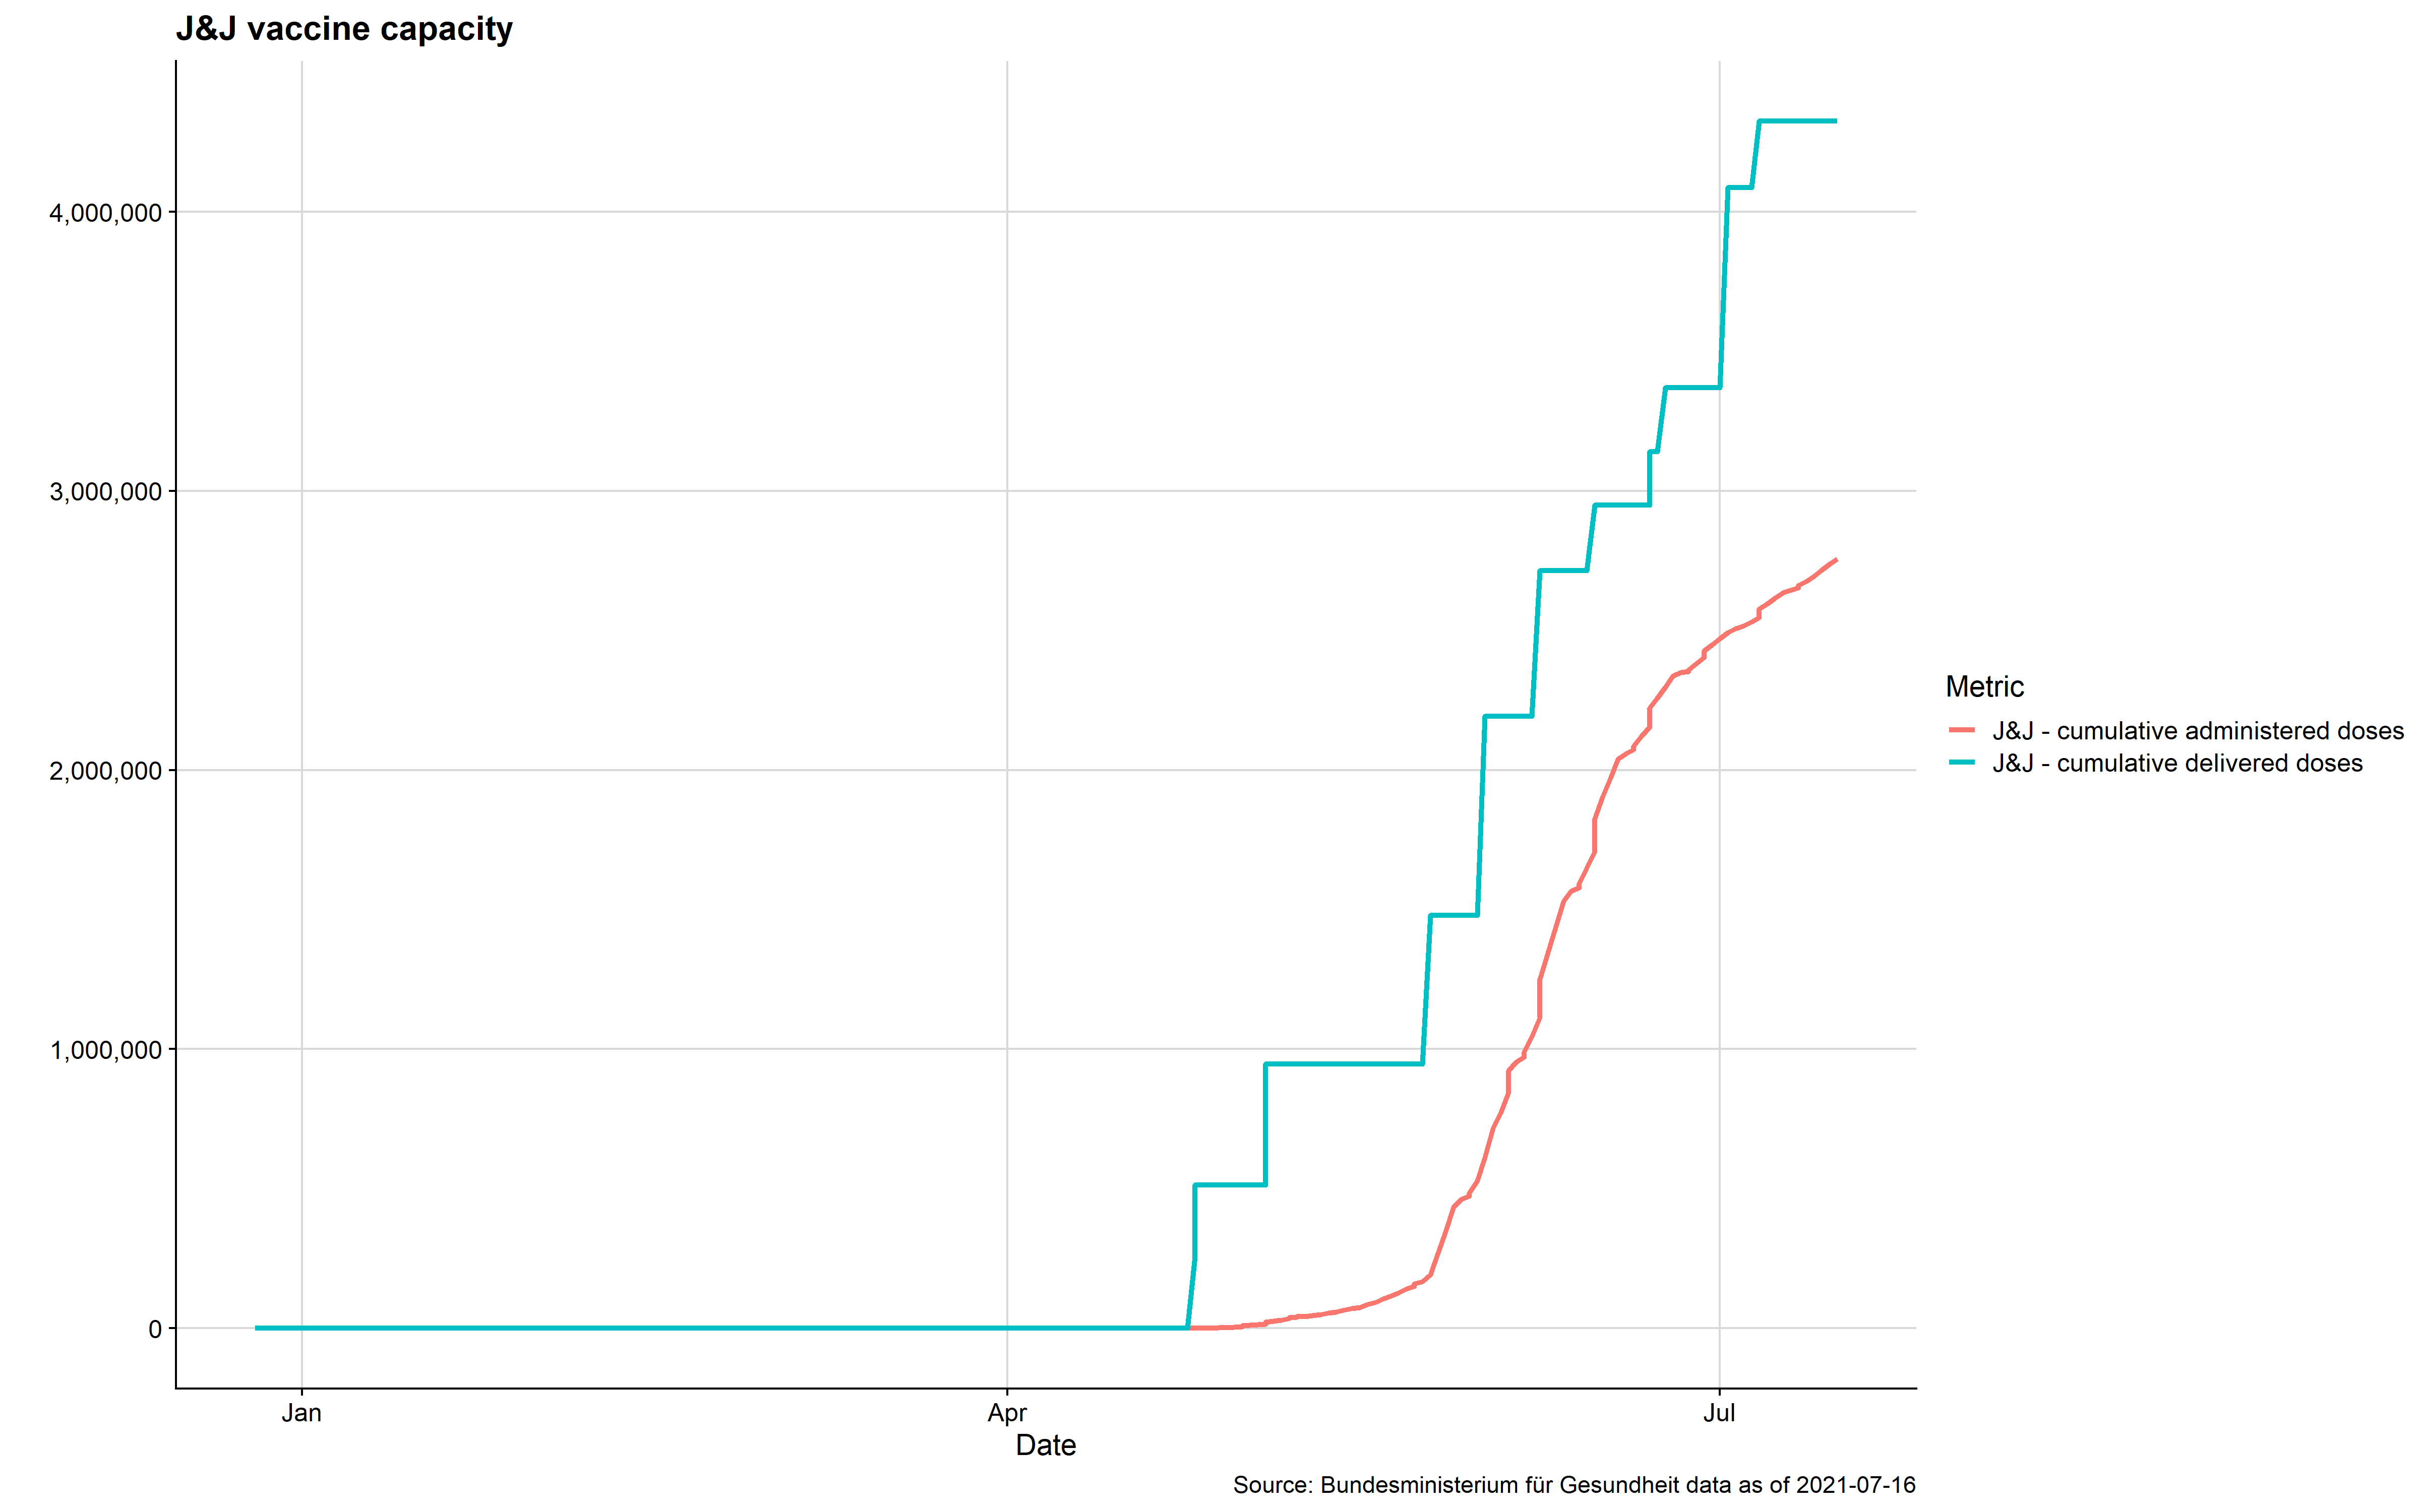 J&J vaccine capacity
4,000,000
3,000,000
2,000,000
1,000,000
0
Jan Apr Jul
Date
Metric
J&J - cumulative administered doses
J&J - cumulative delivered doses
Source: Bundesministerium für Gesundheit data as of 2021-07-16